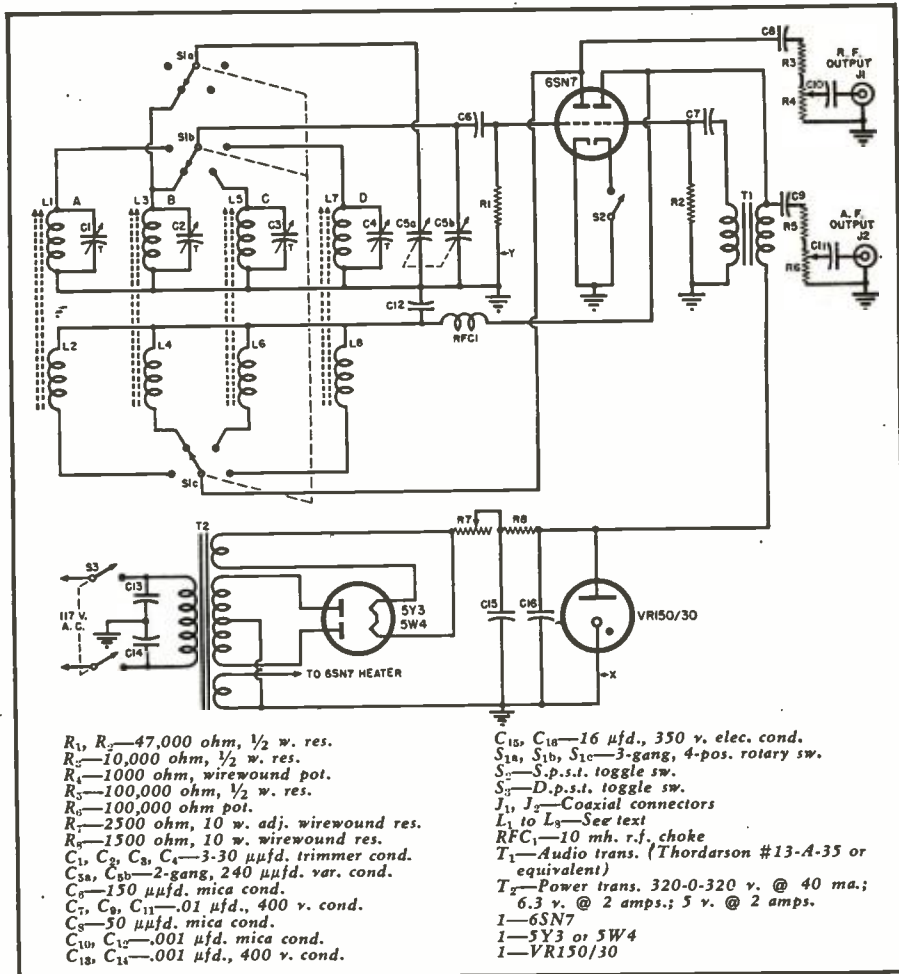 S1a
S1b
L1 A
C1
T
L3 B
C2
T
L5 C
C3
T
L7 D
C4
T
C5a
C5b
C6
R1
Y
6SN7
S2
R2
C7
T1
C8
R3
R4
C10
R. F.
OUTPUT
J1
C9
R5
R6
C11
A. F.
OUTPUT
J2
C12
RFC1
L2
L4
L6
L8
S1c
T2
S3
117 V.
A. C.
C13
C14
5Y3
5W4
TO 6SN7 HEATER
R7
R8
C15
C16
VR150/30
X
R₁, R₂—47,000 ohm, ½ w. res.
R₃—10,000 ohm, ½ w. res.
R₄—1000 ohm, wirewound pot.
R₅—100,000 ohm, ½ w. res.
R₆—100,000 ohm pot.
R₇—2500 ohm, 10 w. adj. wirewound res.
R₈—1500 ohm, 10 w. wirewound res.
C₁, C₂, C₃, C₄—3-30 μμfd. trimmer cond.
C₅ₐ, C₅b—2-gang, 240 μμfd. var. cond.
C₆—150 μμfd. mica cond.
C₇, C₉, C₁₁—.01 μfd., 400 v. cond.
C₈—50 μμfd. mica cond.
C₁₀, C₁₂—.001 μfd. mica cond.
C₁₃, C₁₄—.001 μfd., 400 v. cond.
C₁₅, C₁₆—16 μfd., 350 v. elec. cond.
S₁ₐ, S₁b, S₁c—3-gang, 4-pos. rotary sw.
S₂—S.p.s.t. toggle sw.
S₃—D.p.s.t. toggle sw.
J₁, J₂—Coaxial connectors
L₁ to L₈—See text
RFC₁—10 mh. r.f. choke
T₁—Audio trans. (Thordarson #13-A-35 or
equivalent)
T₂—Power trans. 320-0-320 v. @ 40 ma.;
6.3 v. @ 2 amps.; 5 v. @ 2 amps.
1—6SN7
1—5Y3 or 5W4
1—VR150/30